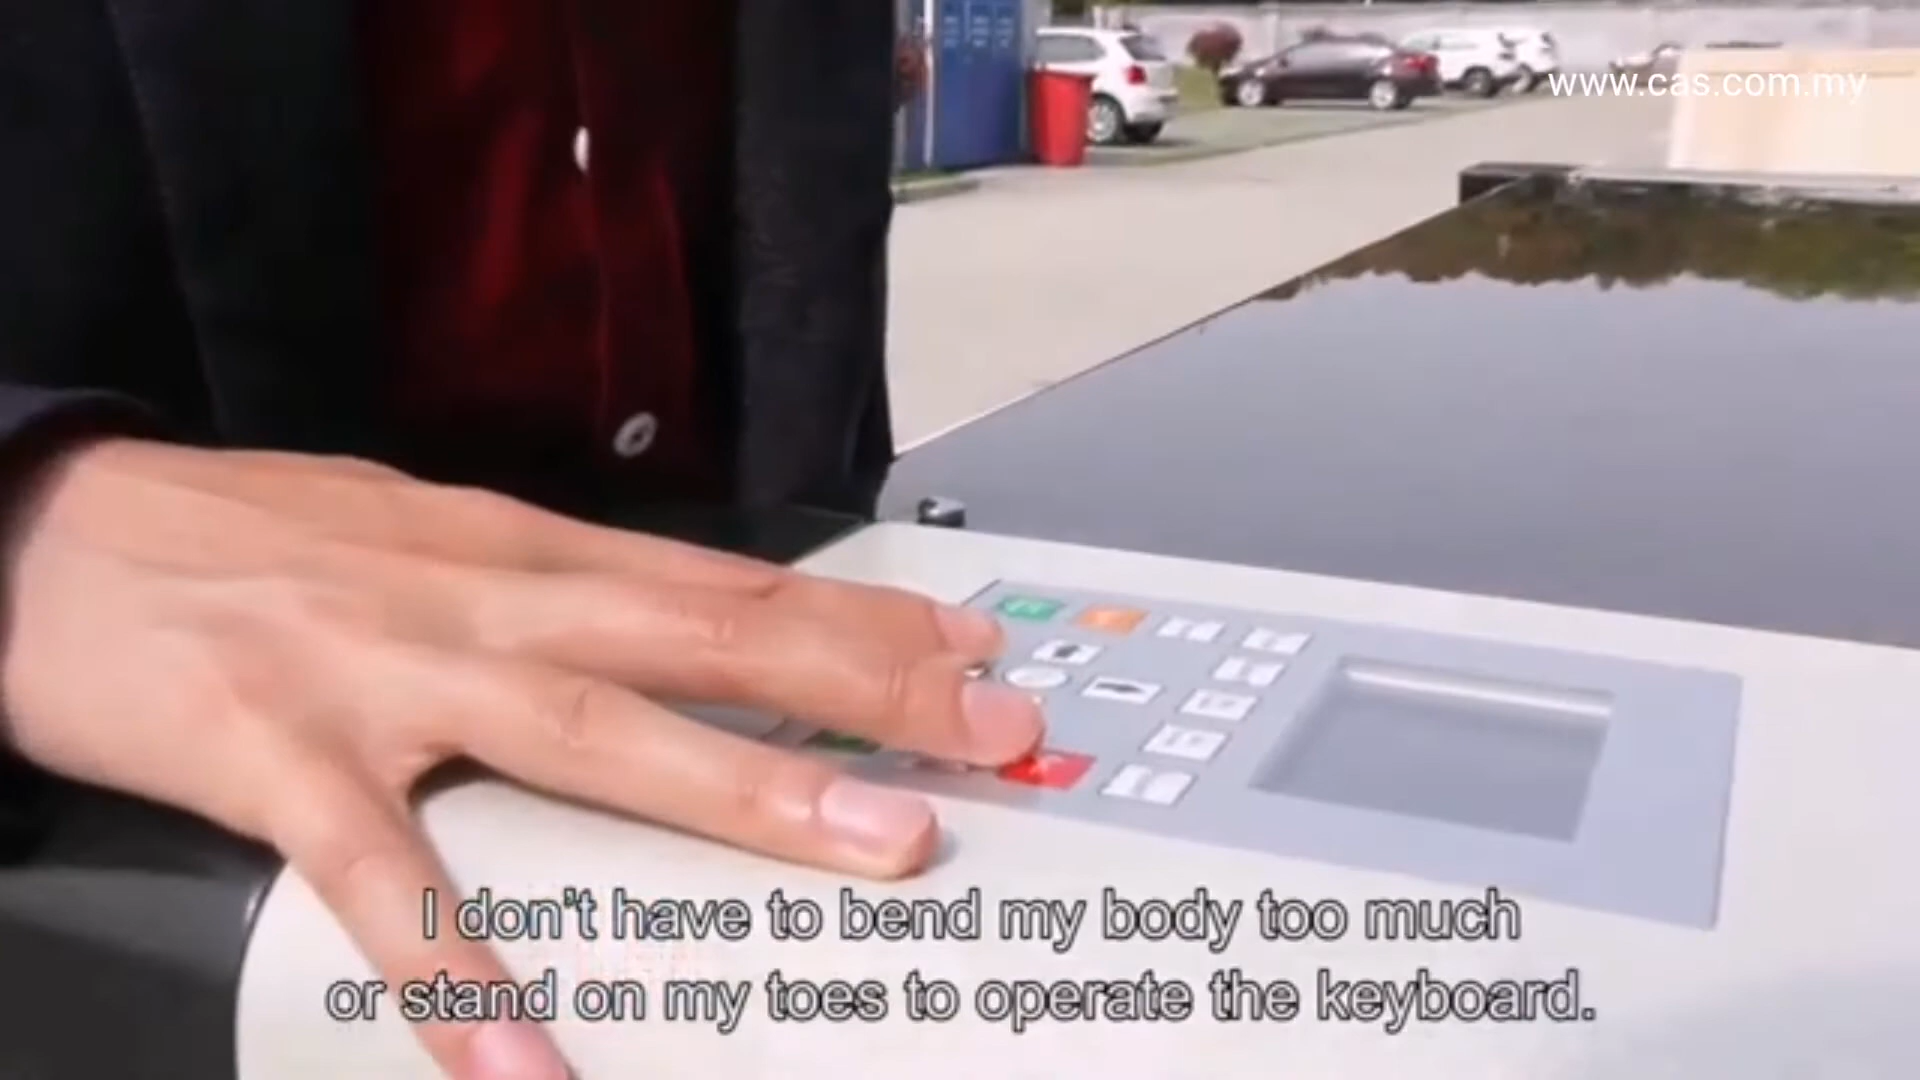 www.cas.com.my
I don't have to bend my body too much
or stand on my toes to operate the keyboard.